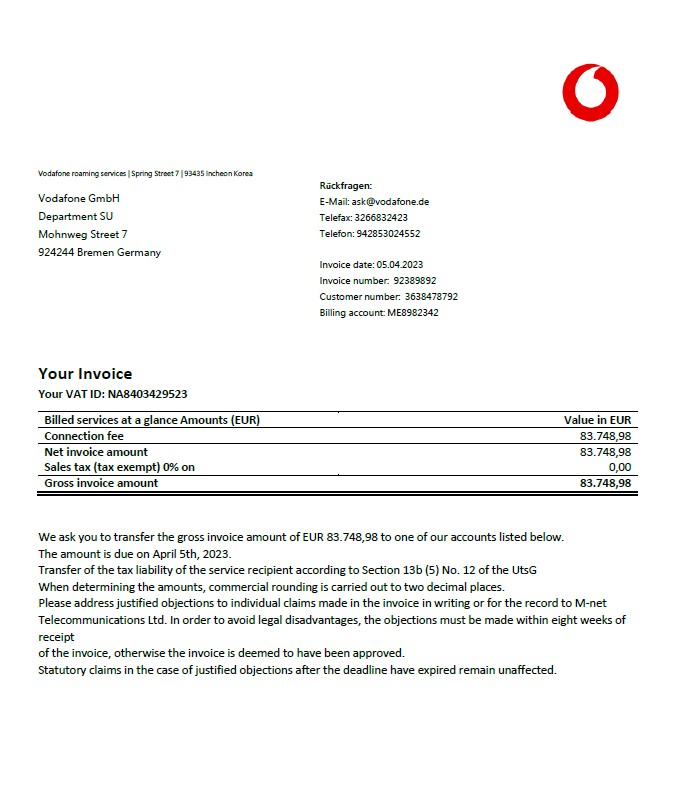 Vodafone roaming services | Spring Street 7 | 93435 Incheon Korea
Vodafone GmbH
Department SU
Mohnweg Street 7
924244 Bremen Germany
Rückfragen:
E-Mail: ask@vodafone.de
Telefax: 3266832423
Telefon: 942853024552
Invoice date: 05.04.2023
Invoice number: 92389892
Customer number: 3638478792
Billing account: ME8982342
Your Invoice
Your VAT ID: NA8403429523
Billed services at a glance Amounts (EUR) Value in EUR
Connection fee 83.748,98
Net invoice amount 83.748,98
Sales tax (tax exempt) 0% on 0,00
Gross invoice amount 83.748,98
We ask you to transfer the gross invoice amount of EUR 83.748,98 to one of our accounts listed below.
The amount is due on April 5th, 2023.
Transfer of the tax liability of the service recipient according to Section 13b (5) No. 12 of the UtsG
When determining the amounts, commercial rounding is carried out to two decimal places.
Please address justified objections to individual claims made in the invoice in writing or for the record to M-net
Telecommunications Ltd. In order to avoid legal disadvantages, the objections must be made within eight weeks of
receipt
of the invoice, otherwise the invoice is deemed to have been approved.
Statutory claims in the case of justified objections after the deadline have expired remain unaffected.